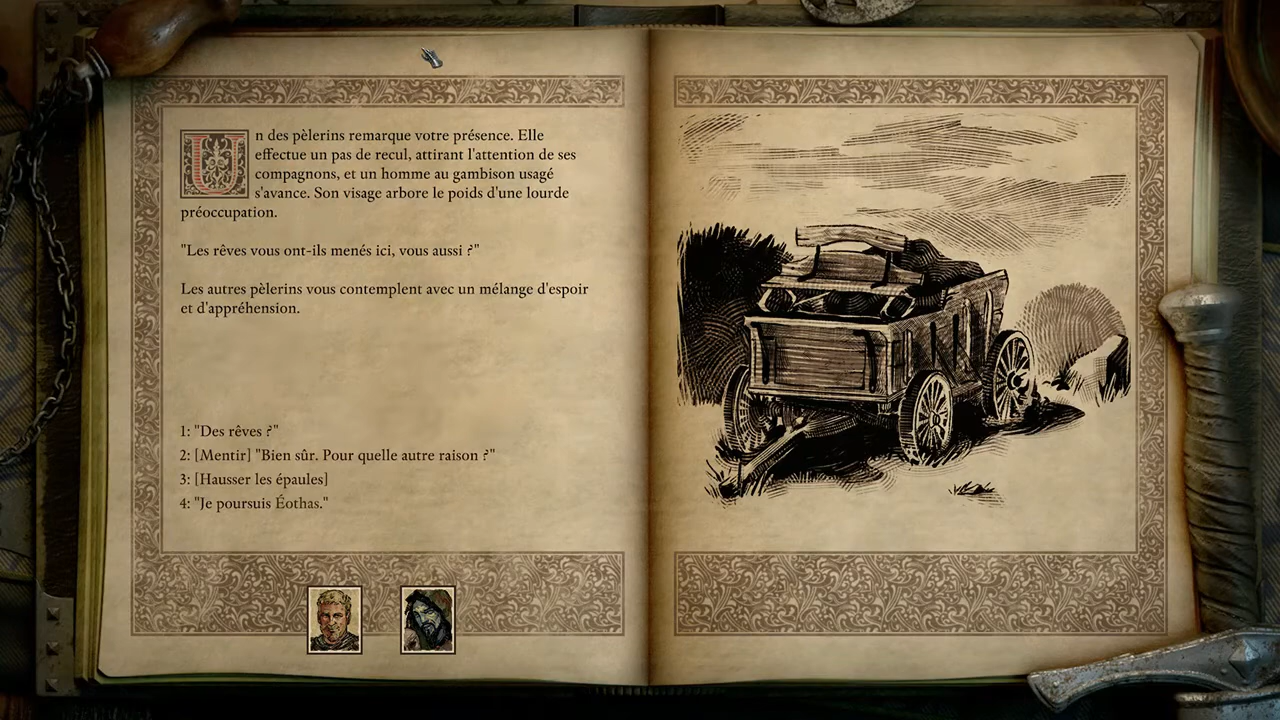 Un des pèlerins remarque votre présence. Elle
effectue un pas de recul, attirant l'attention de ses
compagnons, et un homme au gambison usagé
s'avance. Son visage arbore le poids d'une lourde
préoccupation.
"Les rêves vous ont-ils menés ici, vous aussi ?"
Les autres pèlerins vous contemplent avec un mélange d'espoir
et d'appréhension.
1: "Des rêves ?"
2: [Mentir] "Bien sûr. Pour quelle autre raison ?"
3: [Hausser les épaules]
4: "Je poursuis Éothas."